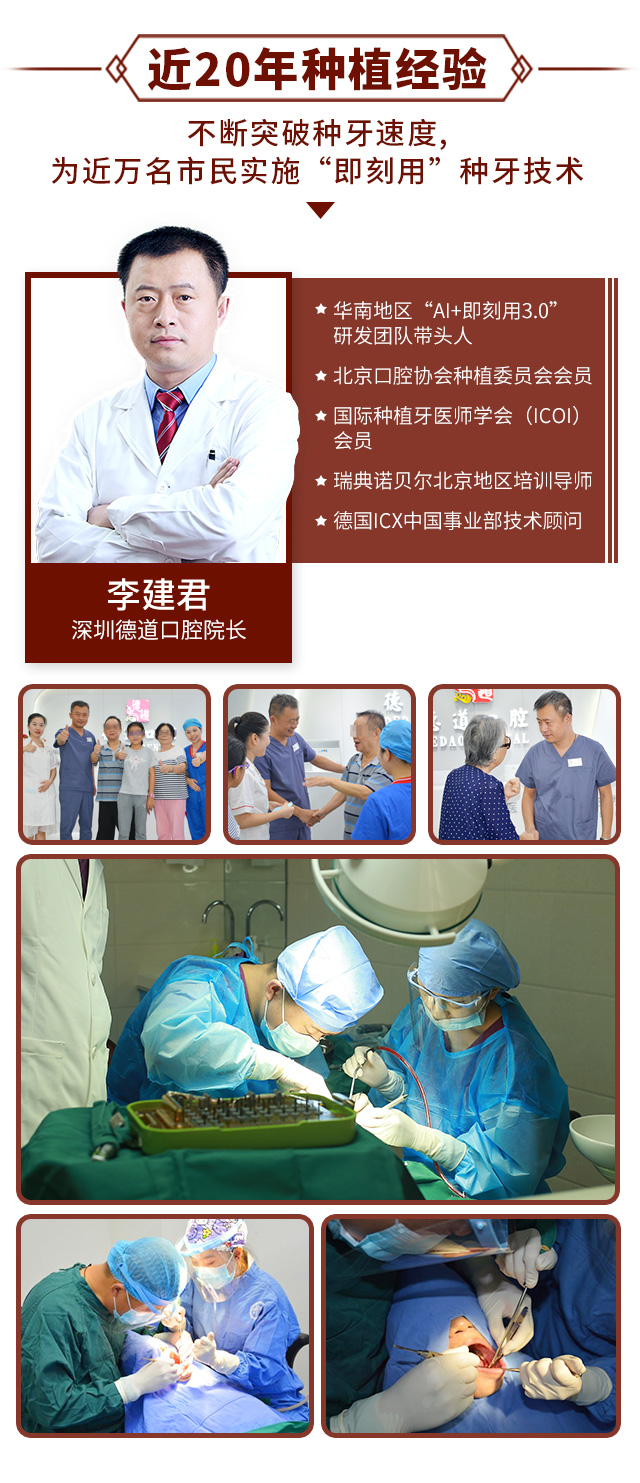 近20年种植经验
不断突破种牙速度,
为近万名市民实施“即刻用”种牙技术
华南地区“AI+即刻用3.0”
研发团队带头人
北京口腔协会种植委员会会员
国际种植牙医师学会（ICOI）
会员
瑞典诺贝尔北京地区培训导师
德国ICX中国事业部技术顾问
李建君
深圳德道口腔院长
德
道口腔